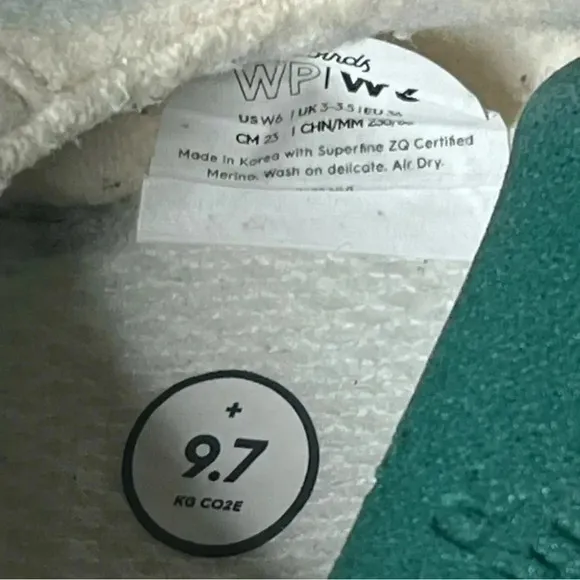 WP
US W6 | UK 3-3.5 | EU
CM 23 | CHN/MM
Made in Korea with Superfine ZQ Certified
Merino. Wash on delicate. Air Dry.
+
9.7
KG CO2E